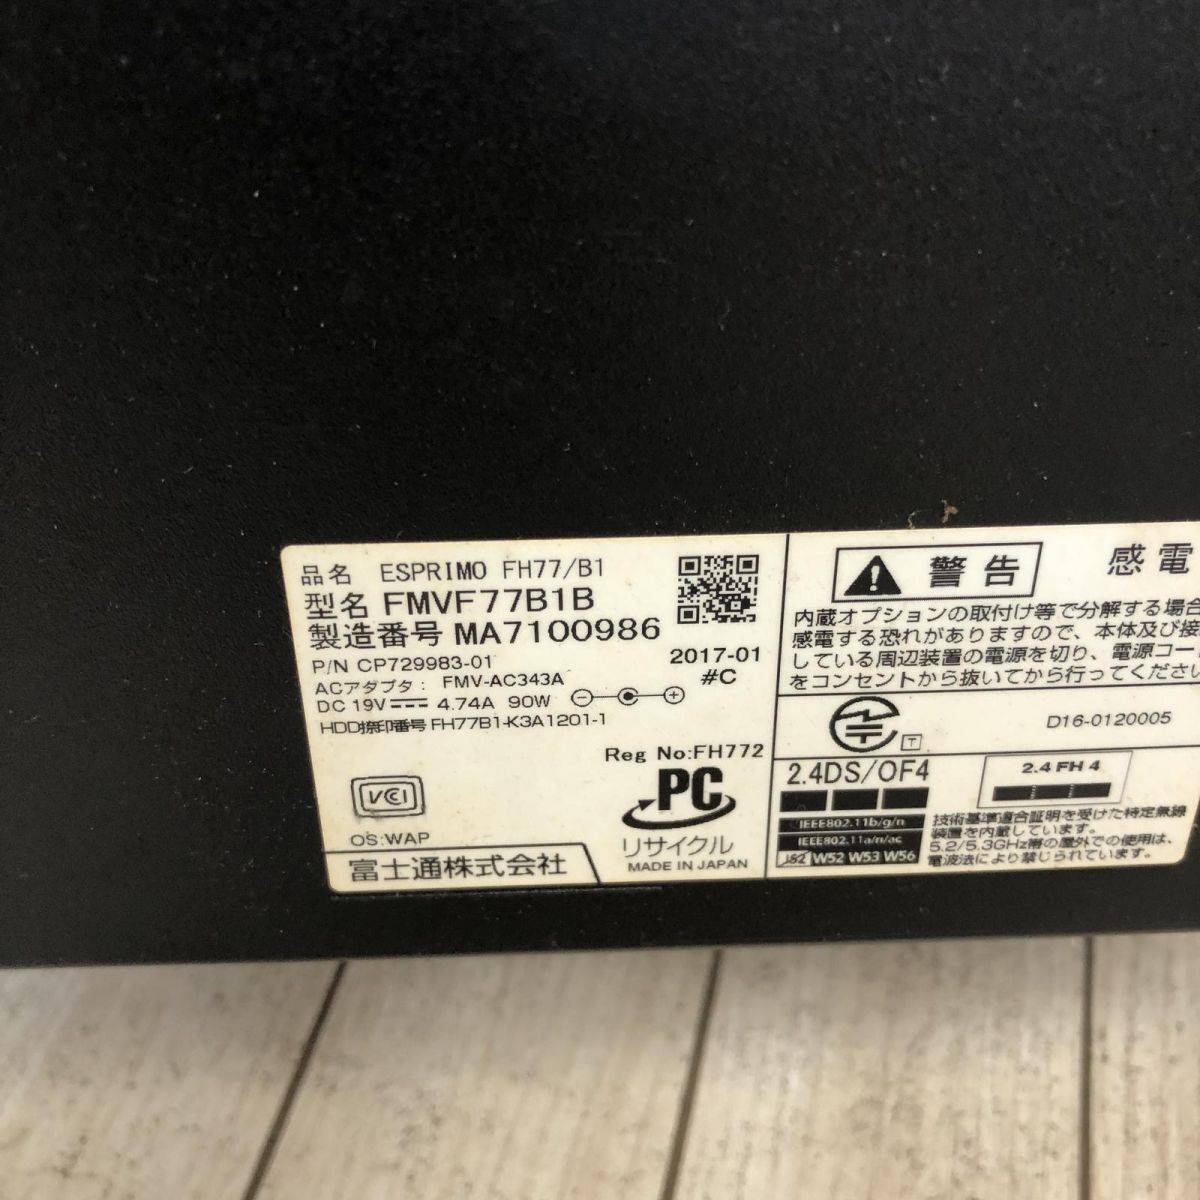 品名 ESPRIMO FH77/B1
型名 FMVF77B1B
製造番号 MA7100986
P/N CP729983-01
2017-01
#C
ACアダプタ: FMV-AC343A
DC 19V 4.74A 90W
HDD捺印番号 FH77B1-K3A1201-1
Reg No:FH772
VCI
PC
リサイクル
OS:WAP
MADE IN JAPAN
富士通株式会社
警告 感電
内蔵オプションの取付け等で分解する場合
感電する恐れがありますので、本体及び接
している周辺装置の電源を切り、電源コー
をコンセントから抜いてから行ってください
T
D16-0120005
2.4DS/OF4
2.4 FH 4
IEEE802.11b/g/n
IEEE802.11a/n/ac
J52 W52 W53 W56
技術基準適合証明を受けた特定無線
装置を内蔵しています。
5.2/5.3GHz帯の屋外での使用は、
電波法により禁じられています。